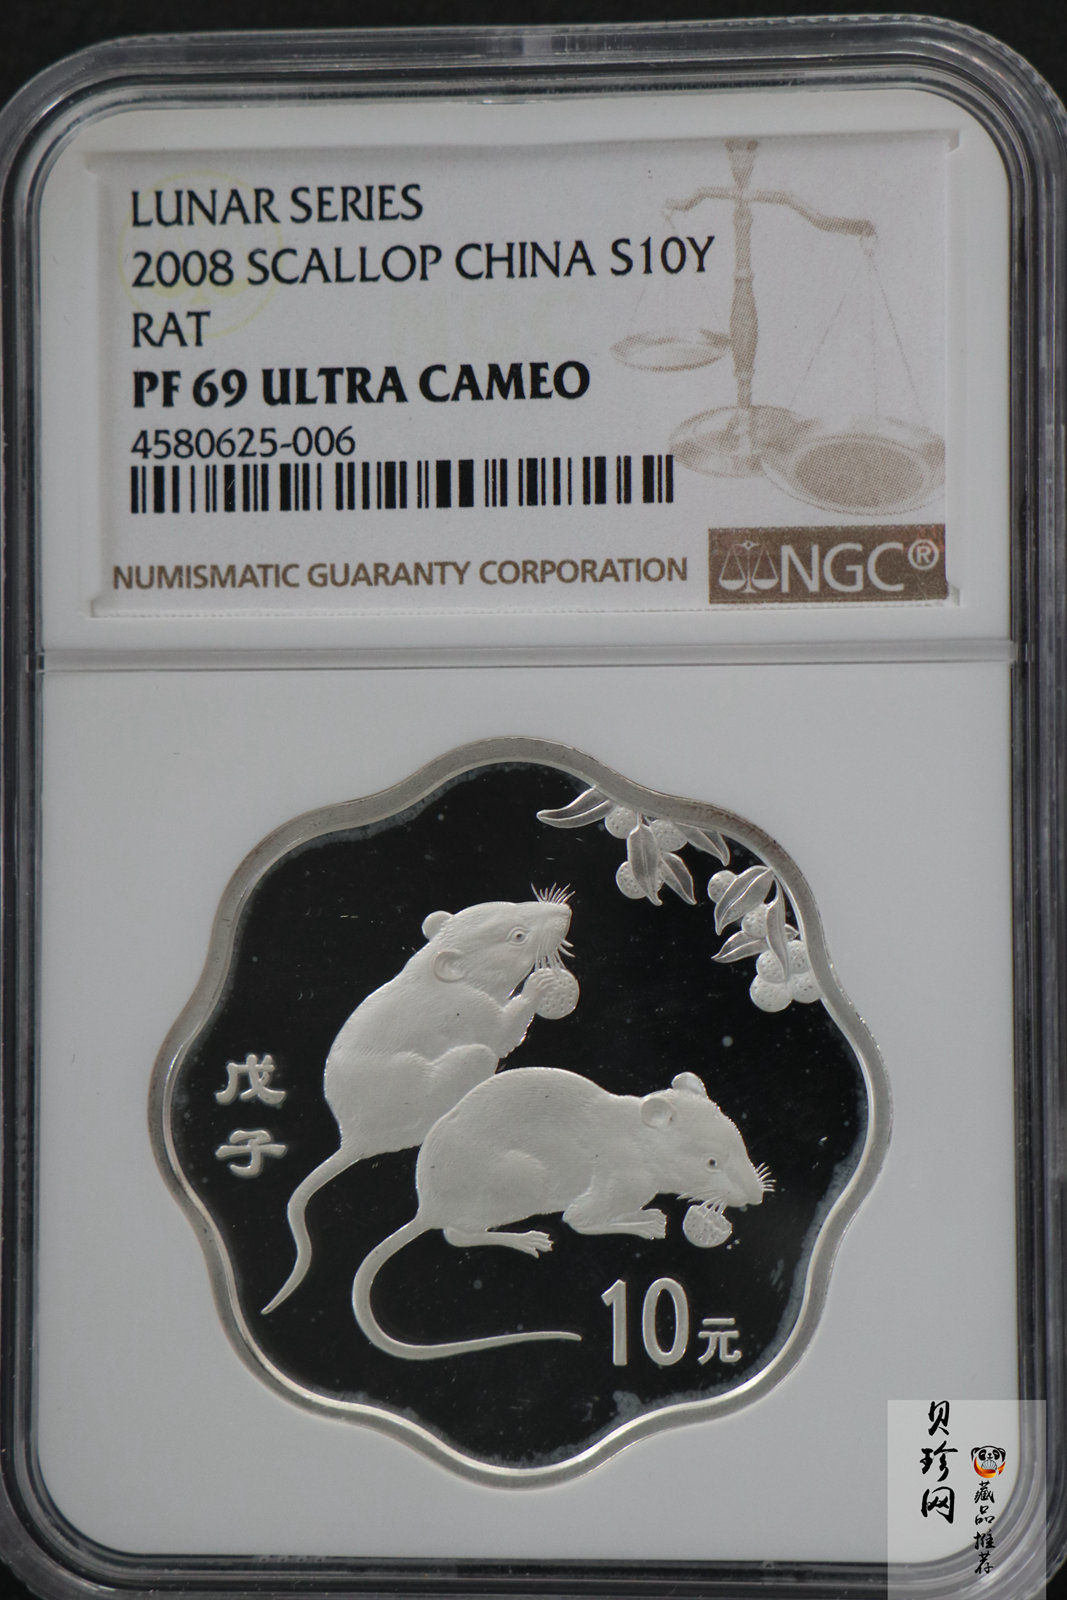 LUNAR SERIES
2008 SCALLOP CHINA S10Y
RAT
PF 69 ULTRA CAMEO
4580625-006
NUMISMATIC GUARANTY CORPORATION
NGC®
戊子
10元
贝珍网
藏品推荐